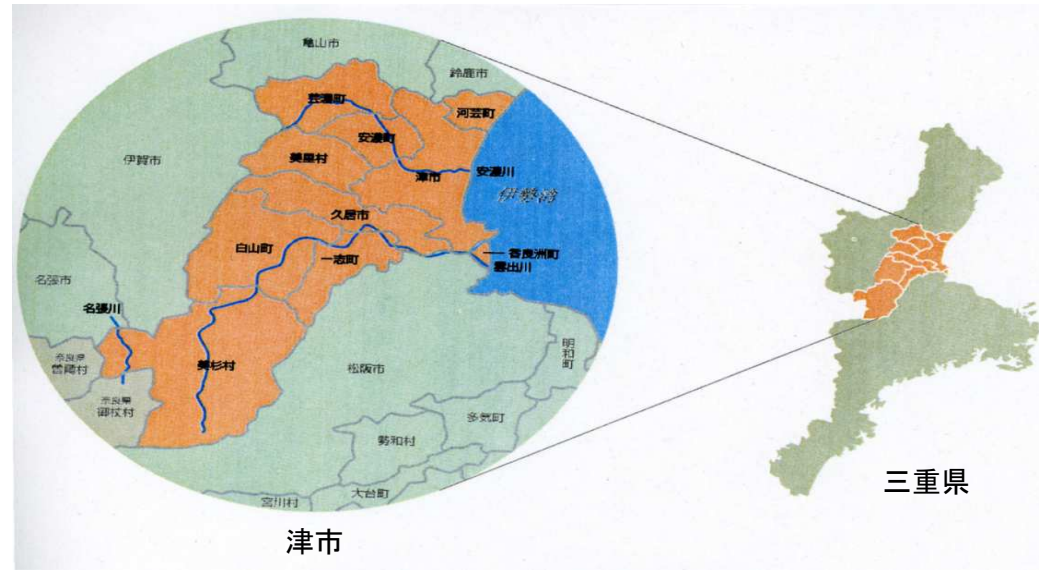 亀山市
鈴鹿市
芸濃町
河芸町
安濃町
伊賀市
美里村
津市
安濃川
伊勢湾
久居市
白山町
香良洲町
一志町
雲出川
名張市
名張川
明和町
奈良県
曽爾村
美杉村
松阪市
奈良県
御杖村
多気町
勢和村
大台町
宮川村
三重県
津市